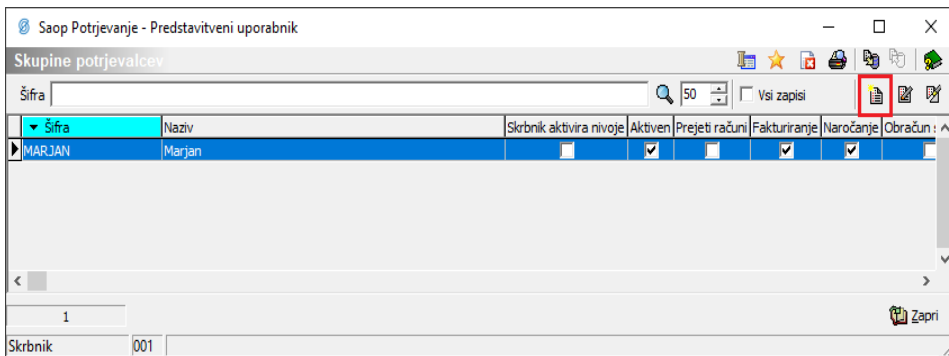 Saop Potrjevanje - Predstavitveni uporabnik
Skupine potrjevalcev
Šifra 50 Vsi zapisi
Šifra Naziv Skrbnik aktivira nivoje Aktiven Prejeti računi Fakturiranje Naročanje Obračun
MARJAN Marjan
1 Zapri
Skrbnik 001